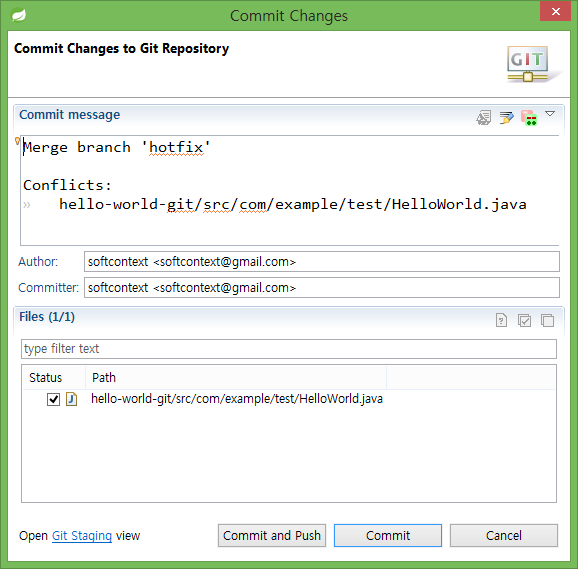 Commit Changes
Commit Changes to Git Repository
GIT
Commit message
Merge branch 'hotfix'
Conflicts:
» hello-world-git/src/com/example/test/HelloWorld.java
Author: softcontext <softcontext@gmail.com>
Committer: softcontext <softcontext@gmail.com>
Files (1/1)
type filter text
Status Path
J hello-world-git/src/com/example/test/HelloWorld.java
Open Git Staging view Commit and Push Commit Cancel